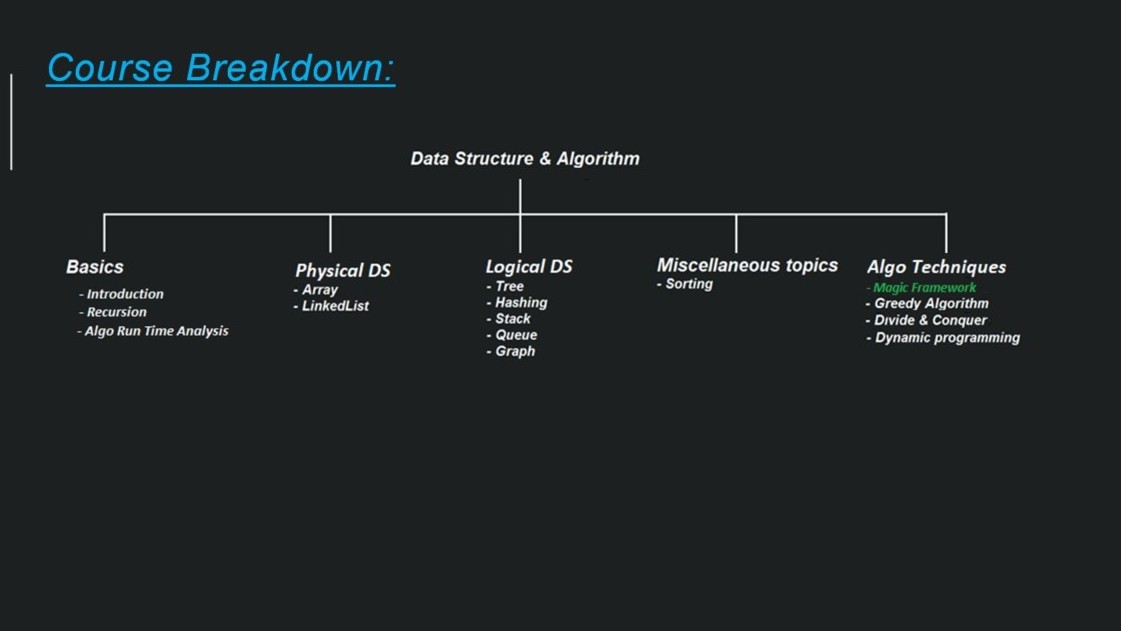 Course Breakdown:
Data Structure & Algorithm
Basics
- Introduction
- Recursion
- Algo Run Time Analysis
Physical DS
- Array
- LinkedList
Logical DS
- Tree
- Hashing
- Stack
- Queue
- Graph
Miscellaneous topics
- Sorting
Algo Techniques
- Magic Framework
- Greedy Algorithm
- Divide & Conquer
- Dynamic programming